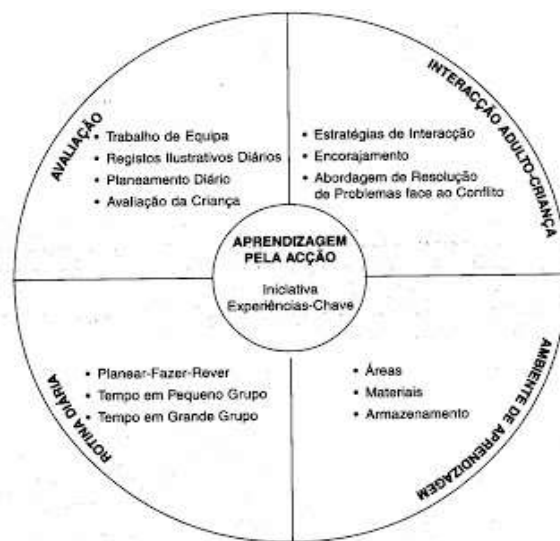 AVALIAÇÃO
• Trabalho de Equipa
• Registos Ilustrativos Diários
• Planeamento Diário
• Avaliação da Criança
INTERACÇÃO ADULTO-CRIANÇA
• Estratégias de Interacção
• Encorajamento
• Abordagem de Resolução
de Problemas face ao Conflito
APRENDIZAGEM
PELA ACÇÃO
Iniciativa
Experiências-Chave
ROTINA DIÁRIA
• Planear-Fazer-Rever
• Tempo em Pequeno Grupo
• Tempo em Grande Grupo
AMBIENTE DE APRENDIZAGEM
• Áreas
• Materiais
• Armazenamento